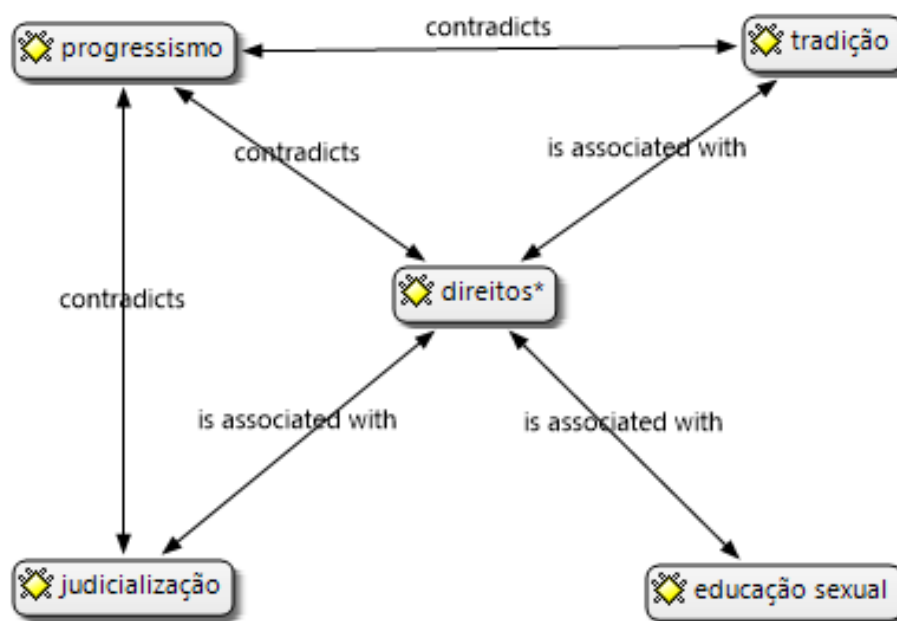 contradicts
progressismo
tradição
contradicts
is associated with
direitos*
contradicts
is associated with
is associated with
judicialização
educação sexual